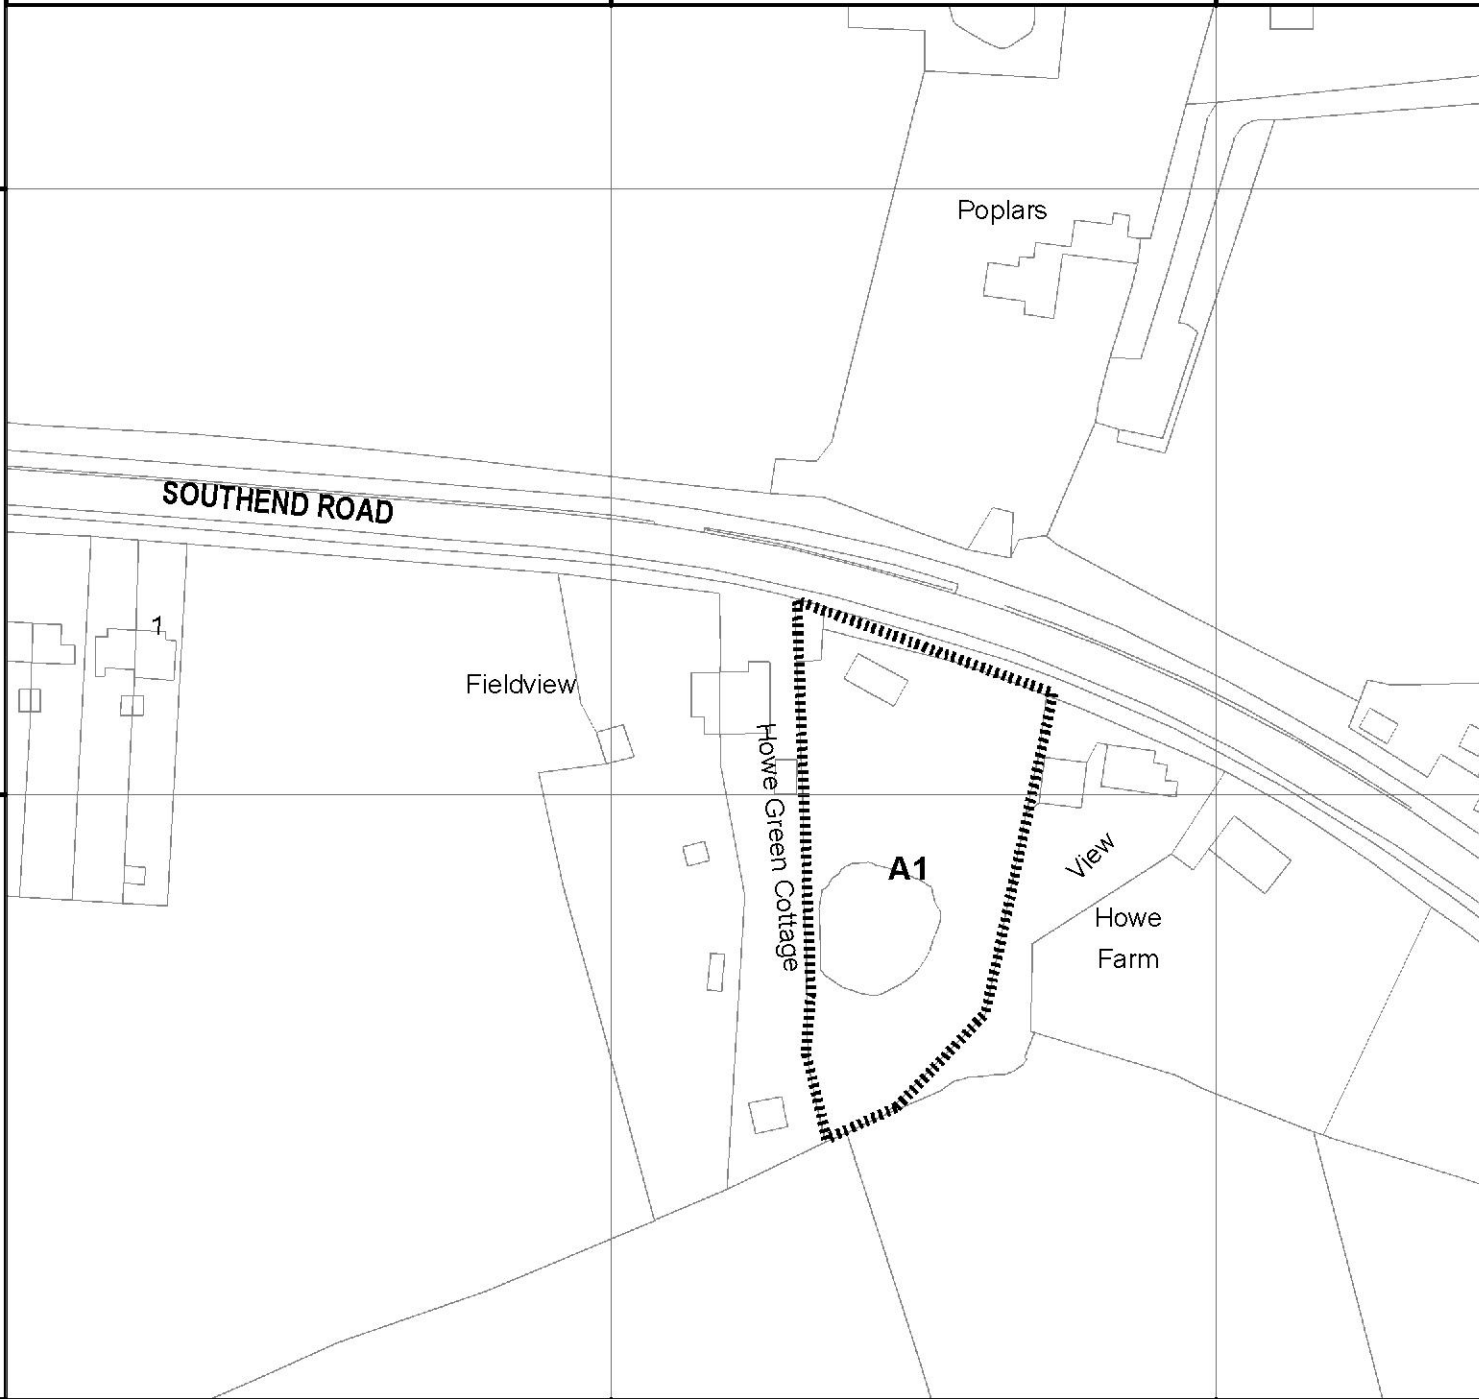 Poplars
SOUTHEND ROAD
1
Fieldview
Howe Green Cottage
A1
View
Howe
Farm